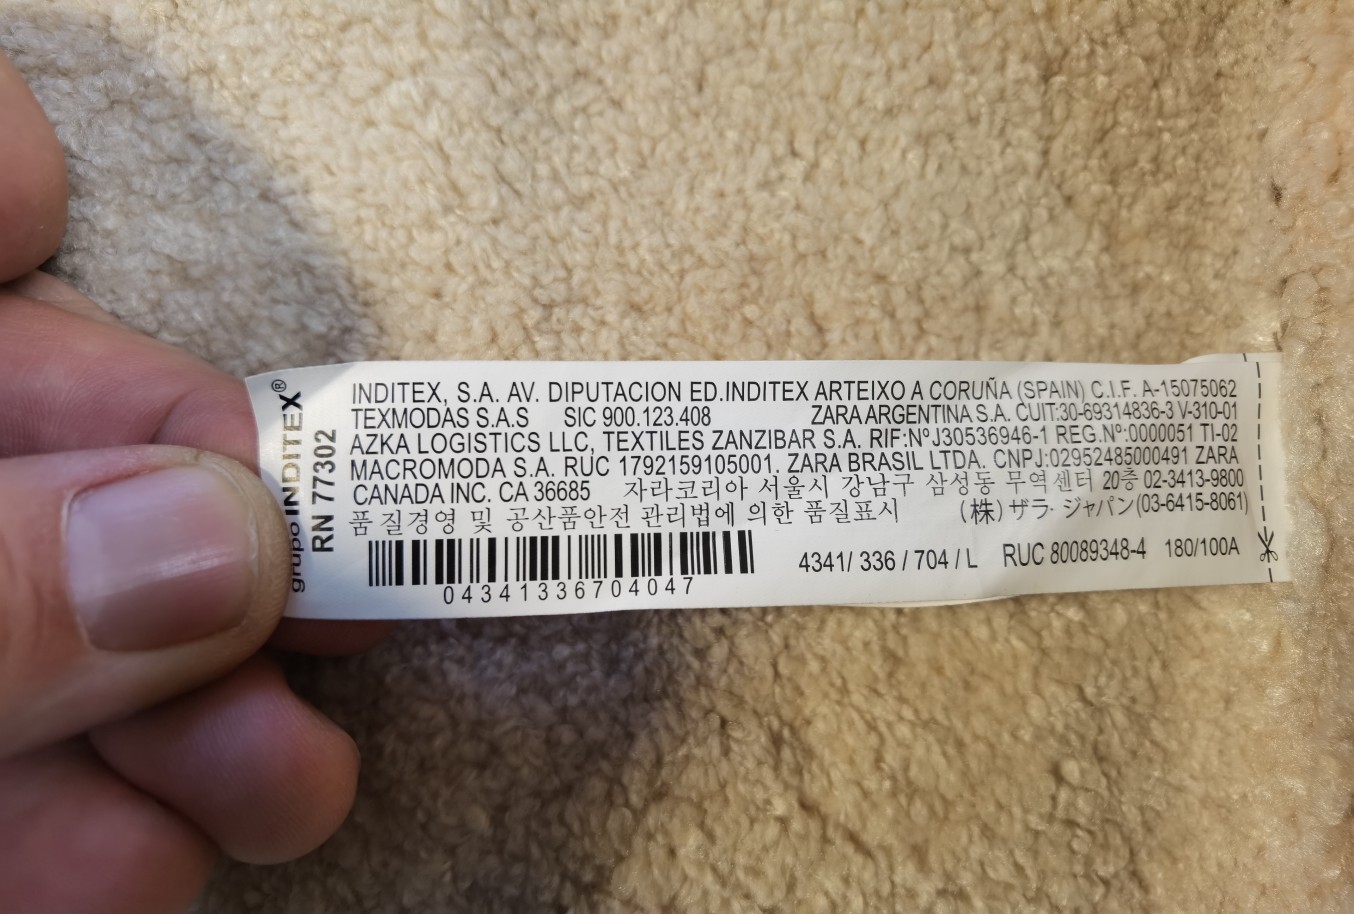 grupo INDITEX®
RN 77302
INDITEX, S.A. AV. DIPUTACION ED.INDITEX ARTEIXO A CORUÑA (SPAIN) C.I.F. A-15075062
TEXMODAS S.A.S SIC 900.123.408 ZARA ARGENTINA S.A. CUIT:30-69314836-3 V-310-01
AZKA LOGISTICS LLC, TEXTILES ZANZIBAR S.A. RIF:NºJ30536946-1 REG.Nº:0000051 TI-02
MACROMODA S.A. RUC 1792159105001. ZARA BRASIL LTDA. CNPJ:02952485000491 ZARA
CANADA INC. CA 36685 자라코리아 서울시 강남구 삼성동 무역센터 20층 02-3413-9800
품질경영 및 공산품안전 관리법에 의한 품질표시 (株) ザラ・ジャパン(03-6415-8061)
04341336704047
4341/ 336 / 704 / L RUC 80089348-4 180/100A